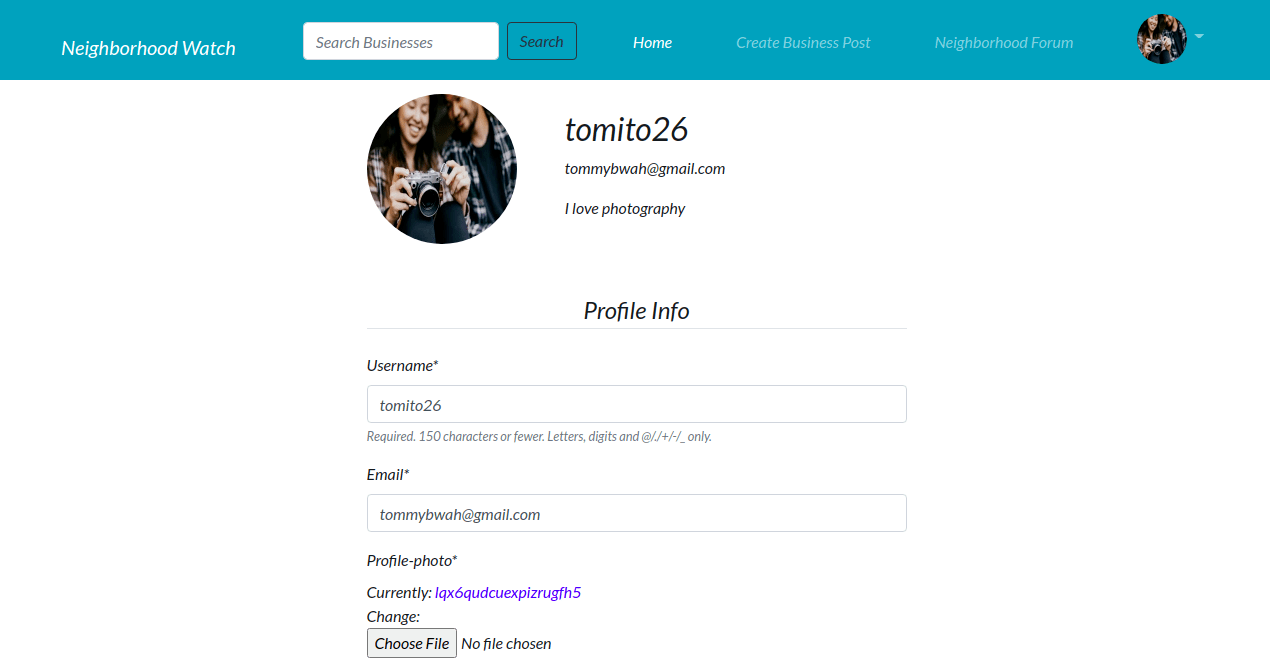 Neighborhood Watch
Search Businesses
Search
Home
Create Business Post
Neighborhood Forum
tomito26
tommybwah@gmail.com
I love photography
Profile Info
Username*
tomito26
Required. 150 characters or fewer. Letters, digits and @/./+/-/_ only.
Email*
tommybwah@gmail.com
Profile-photo*
Currently: lqx6qudcuexpizrugfh5
Change:
Choose File No file chosen